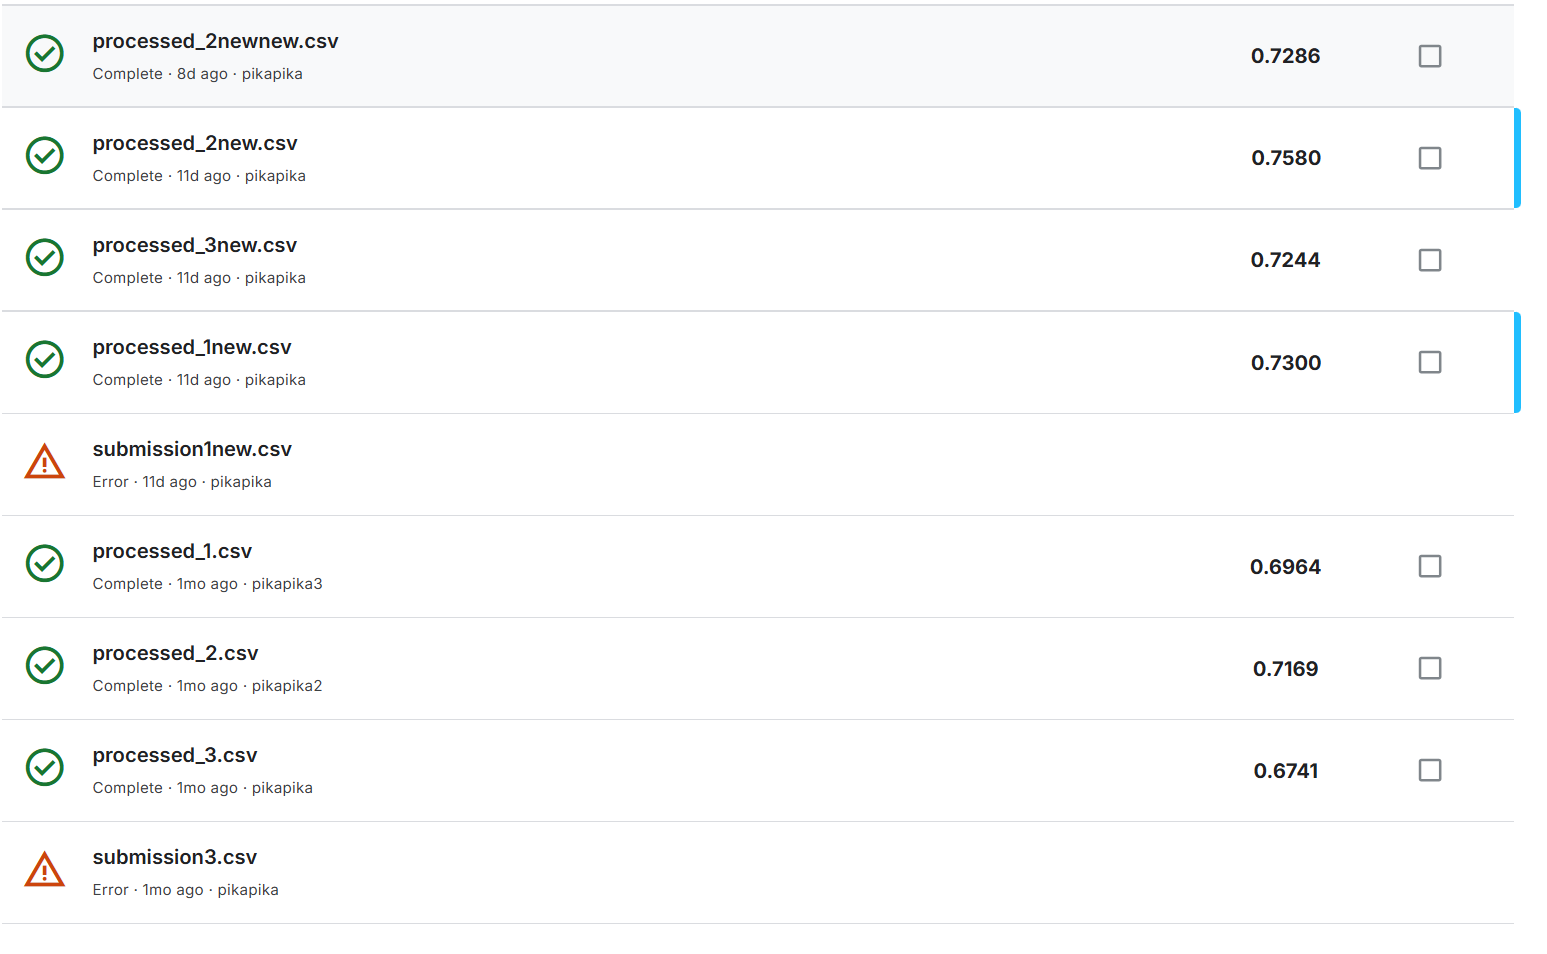 processed_2newnew.csv
Complete · 8d ago · pikapika
0.7286
processed_2new.csv
Complete · 11d ago · pikapika
0.7580
processed_3new.csv
Complete · 11d ago · pikapika
0.7244
processed_1new.csv
Complete · 11d ago · pikapika
0.7300
submission1new.csv
Error · 11d ago · pikapika
processed_1.csv
Complete · 1mo ago · pikapika3
0.6964
processed_2.csv
Complete · 1mo ago · pikapika2
0.7169
processed_3.csv
Complete · 1mo ago · pikapika
0.6741
submission3.csv
Error · 1mo ago · pikapika